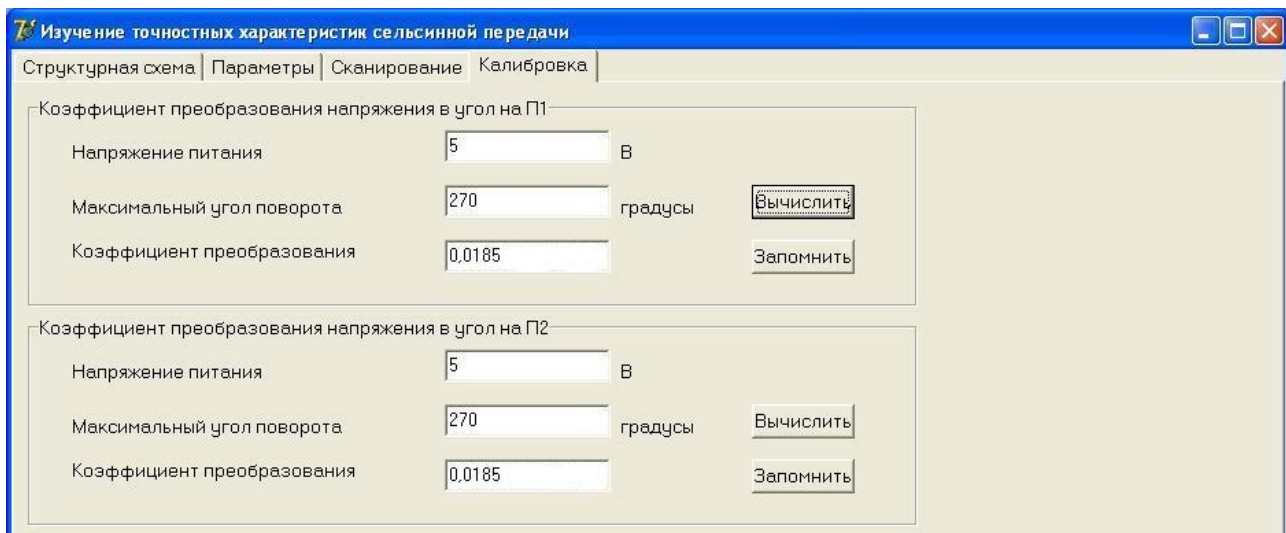 Изучение точностных характеристик сельсинной передачи
Структурная схема Параметры Сканирование Калибровка
Коэффициент преобразования напряжения в угол на П1
Напряжение питания 5 В
Максимальный угол поворота 270 градусы Вычислить
Коэффициент преобразования 0,0185 Запомнить
Коэффициент преобразования напряжения в угол на П2
Напряжение питания 5 В
Максимальный угол поворота 270 градусы Вычислить
Коэффициент преобразования 0,0185 Запомнить